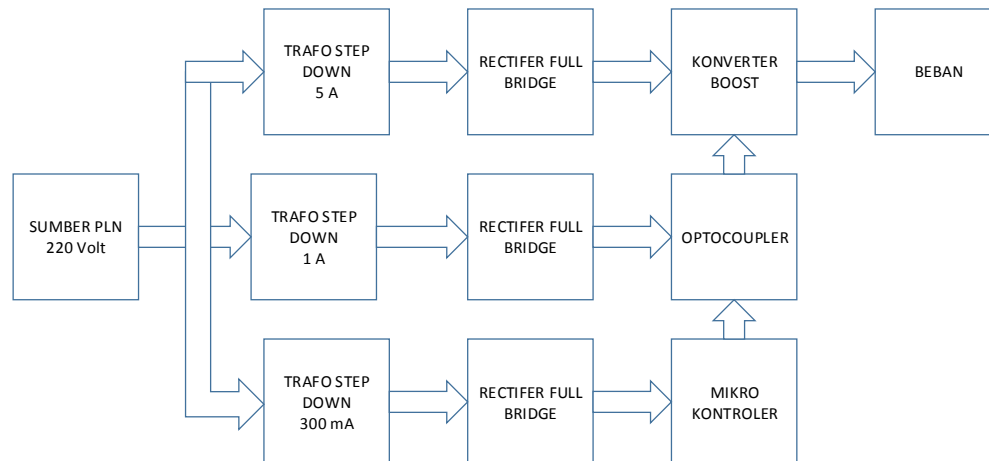 TRAFO STEP
DOWN
5 A
RECTIFER FULL
BRIDGE
KONVERTER
BOOST
BEBAN
SUMBER PLN
220 Volt
TRAFO STEP
DOWN
1 A
RECTIFER FULL
BRIDGE
OPTOCOUPLER
TRAFO STEP
DOWN
300 mA
RECTIFER FULL
BRIDGE
MIKRO
KONTROLER